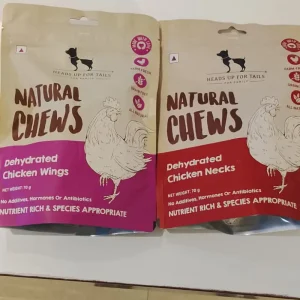 HEADS UP FOR TAILS
NATURAL
CHEWS
Dehydrated
Chicken Wings
NET WEIGHT: 70 g
No Additives, Hormones Or Antibiotics
NUTRIENT RICH & SPECIES APPROPRIATE
HEADS UP FOR TAILS
NATURAL
CHEWS
Dehydrated
Chicken Necks
NET WEIGHT: 70 g
No Additives, Hormones Or Antibiotics
NUTRIENT RICH & SPECIES APPROPRIATE